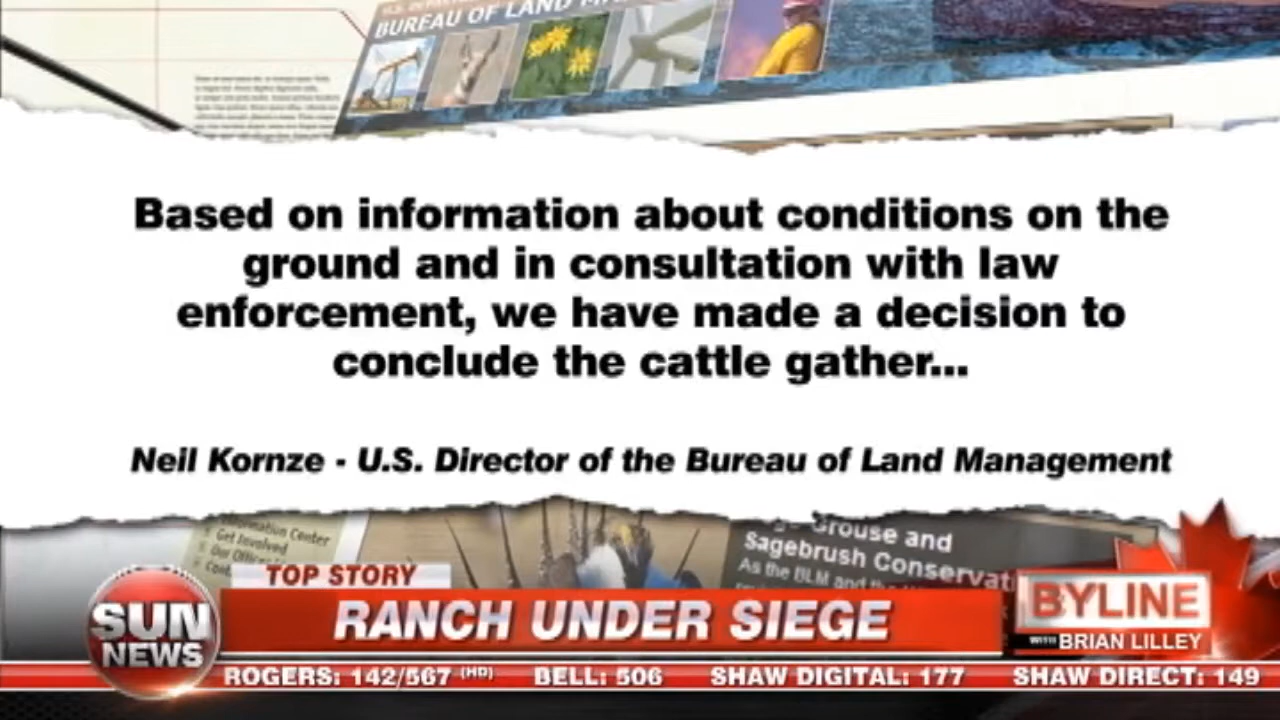 BUREAU OF LAND
Based on information about conditions on the
ground and in consultation with law
enforcement, we have made a decision to
conclude the cattle gather...
Neil Kornze - U.S. Director of the Bureau of Land Management
Information Center
Get Involved
Grouse and
Sagebrush
As the BLM and the
TOP STORY
RANCH UNDER SIEGE
SUN
NEWS
BYLINE
WITH BRIAN LILLEY
ROGERS: 142/567 (HD) BELL: 506 SHAW DIGITAL: 177 SHAW DIRECT: 149